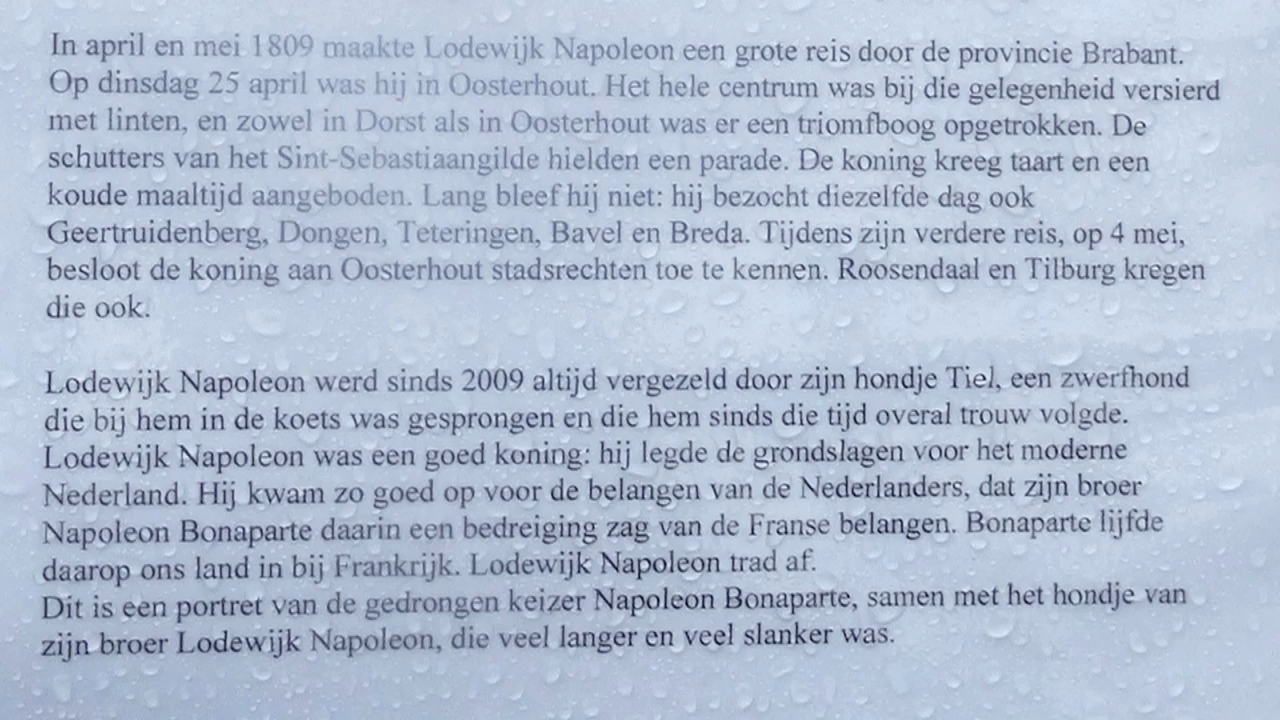 In april en mei 1809 maakte Lodewijk Napoleon een grote reis door de provincie Brabant.
Op dinsdag 25 april was hij in Oosterhout. Het hele centrum was bij die gelegenheid versierd
met linten, en zowel in Dorst als in Oosterhout was er een triomfboog opgetrokken. De
schutters van het Sint-Sebastiaangilde hielden een parade. De koning kreeg taart en een
koude maaltijd aangeboden. Lang bleef hij niet: hij bezocht diezelfde dag ook
Geertruidenberg, Dongen, Teteringen, Bavel en Breda. Tijdens zijn verdere reis, op 4 mei,
besloot de koning aan Oosterhout stadsrechten toe te kennen. Roosendaal en Tilburg kregen
die ook.
Lodewijk Napoleon werd sinds 2009 altijd vergezeld door zijn hondje Tiel, een zwerfhond
die bij hem in de koets was gesprongen en die hem sinds die tijd overal trouw volgde.
Lodewijk Napoleon was een goed koning: hij legde de grondslagen voor het moderne
Nederland. Hij kwam zo goed op voor de belangen van de Nederlanders, dat zijn broer
Napoleon Bonaparte daarin een bedreiging zag van de Franse belangen. Bonaparte lijfde
daarop ons land in bij Frankrijk. Lodewijk Napoleon trad af.
Dit is een portret van de gedrongen keizer Napoleon Bonaparte, samen met het hondje van
zijn broer Lodewijk Napoleon, die veel langer en veel slanker was.